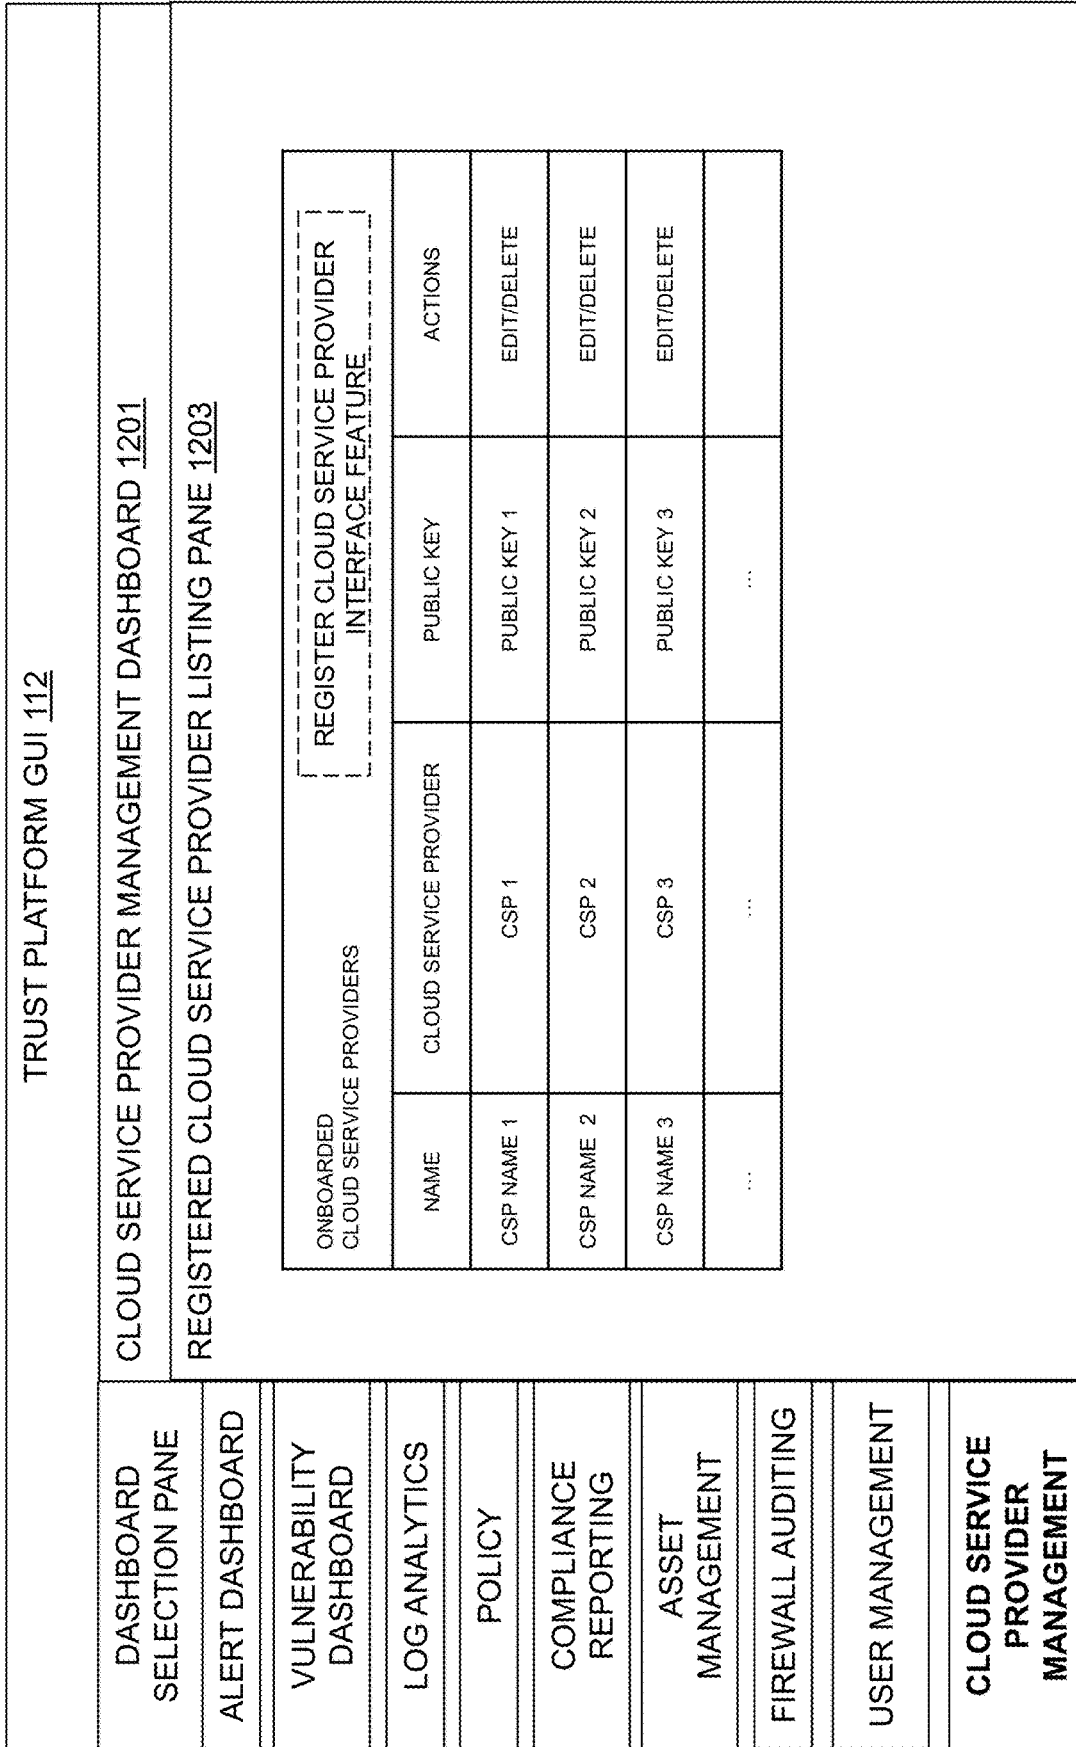 TRUST PLATFORM GUI 112
DASHBOARD
SELECTION PANE
ALERT DASHBOARD
VULNERABILITY
DASHBOARD
LOG ANALYTICS
POLICY
COMPLIANCE
REPORTING
ASSET
MANAGEMENT
FIREWALL AUDITING
USER MANAGEMENT
CLOUD SERVICE
PROVIDER
MANAGEMENT
CLOUD SERVICE PROVIDER MANAGEMENT DASHBOARD 1201
REGISTERED CLOUD SERVICE PROVIDER LISTING PANE 1203
ONBOARDED
CLOUD SERVICE PROVIDERS
REGISTER CLOUD SERVICE PROVIDER
INTERFACE FEATURE
NAME CLOUD SERVICE PROVIDER PUBLIC KEY ACTIONS
CSP NAME 1 CSP 1 PUBLIC KEY 1 EDIT/DELETE
CSP NAME 2 CSP 2 PUBLIC KEY 2 EDIT/DELETE
CSP NAME 3 CSP 3 PUBLIC KEY 3 EDIT/DELETE
... ... ...